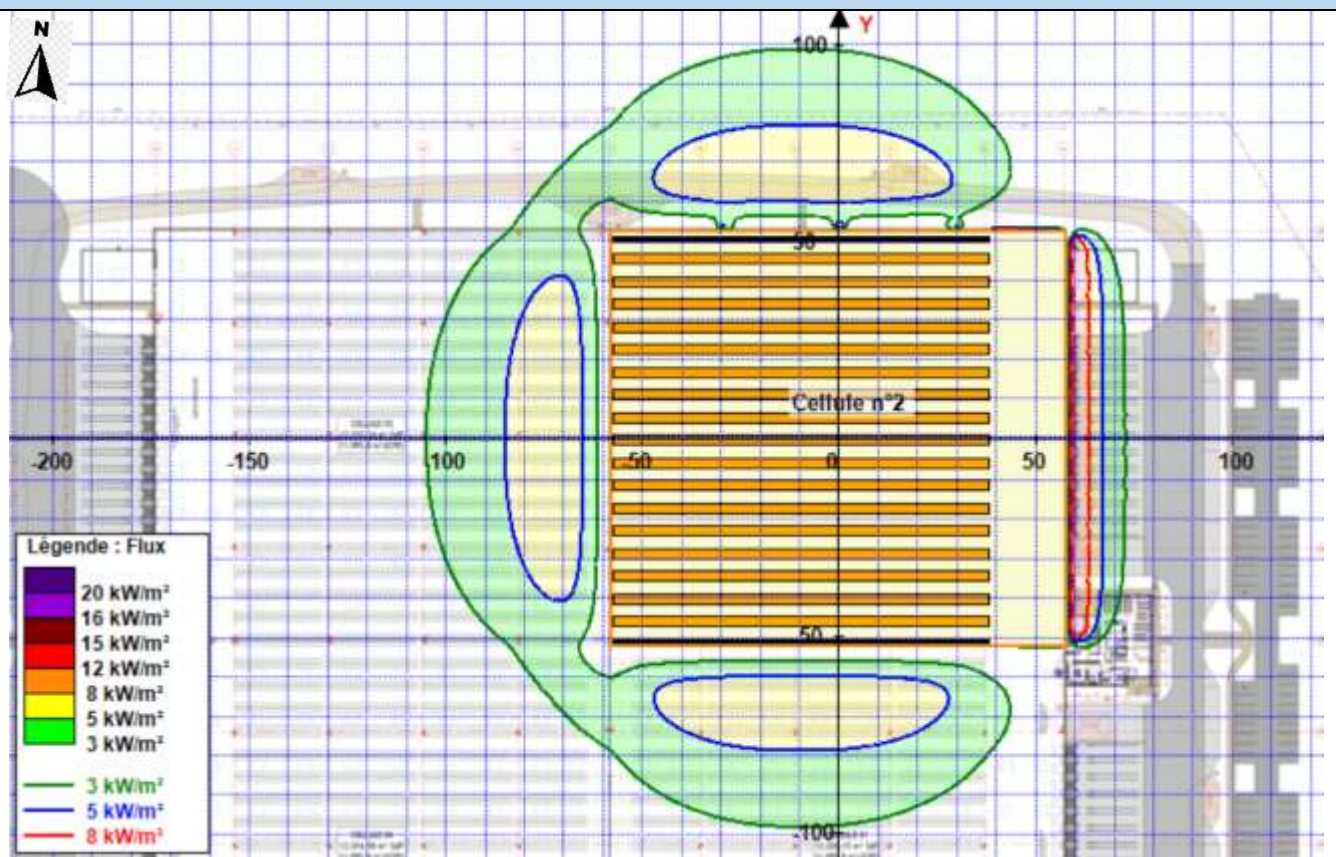 N
Y
100
50
Cellule n°2
-200
-150
-100
-50
0
50
100
50
-100
Légende : Flux
20 kW/m²
16 kW/m²
15 kW/m²
12 kW/m²
8 kW/m²
5 kW/m²
3 kW/m²
3 kW/m²
5 kW/m²
8 kW/m²